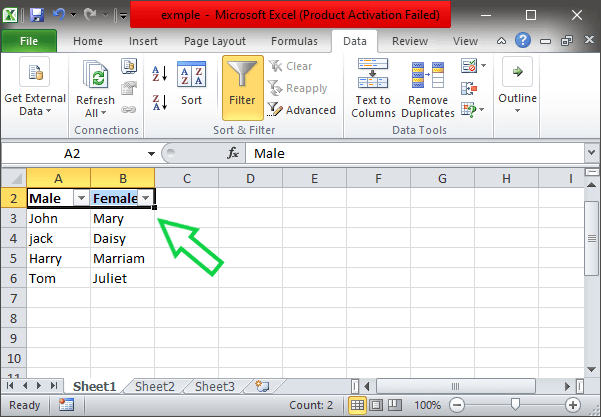 exmple - Microsoft Excel (Product Activation Failed)
File Home Insert Page Layout Formulas Data Review View
Get External
Data
Refresh
All
Connections
Sort
Filter
Clear
Reapply
Advanced
Sort & Filter
Text to
Columns
Remove
Duplicates
Data Tools
Outline
A2 fx Male
A B C D E F G H I
2 Male Female
3 John Mary
4 jack Daisy
5 Harry Marriam
6 Tom Juliet
7
8
9
10
11
Sheet1 Sheet2 Sheet3
Ready Count: 2 100%